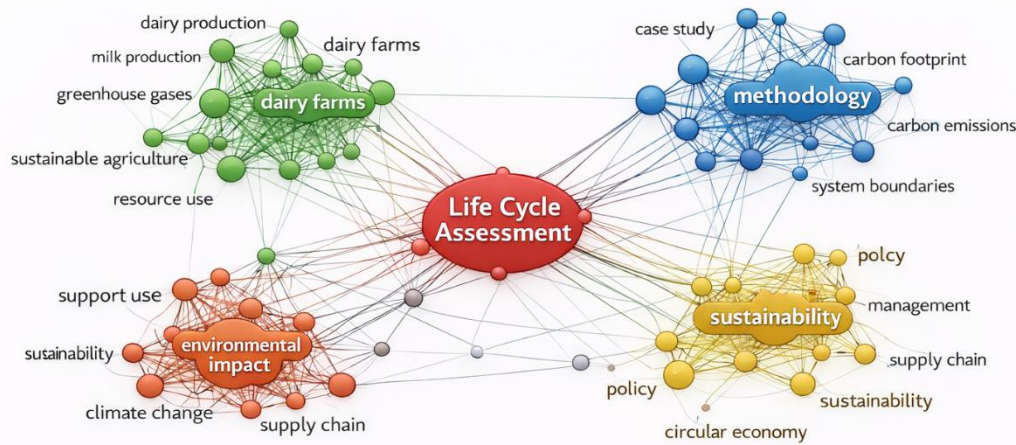 dairy production
milk production
dairy farms
greenhouse gases
dairy farms
sustainable agriculture
resource use
case study
carbon footprint
methodology
carbon emissions
system boundaries
Life Cycle
Assessment
support use
sutainability
environmental
impact
climate change
supply chain
polcy
management
sustainability
supply chain
policy
sustainability
circular economy